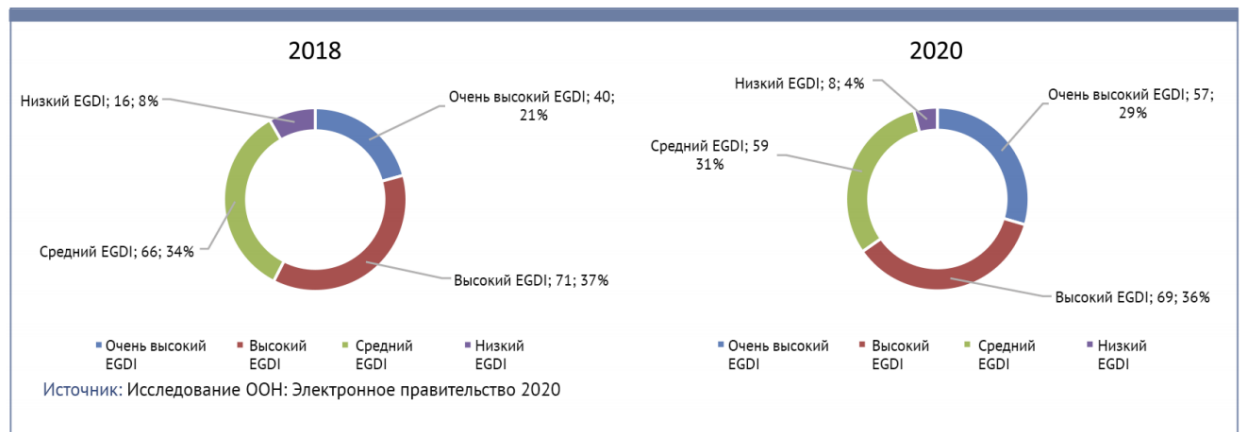 2018
Низкий EGDI; 16; 8%
Очень высокий EGDI; 40;
21%
Средний EGDI; 66; 34%
Высокий EGDI; 71; 37%
Очень высокий
EGDI
Высокий
EGDI
Средний
EGDI
Низкий
EGDI
2020
Низкий EGDI; 8; 4%
Очень высокий EGDI; 57;
29%
Средний EGDI; 59
31%
Высокий EGDI; 69; 36%
Очень высокий
EGDI
Высокий
EGDI
Средний
EGDI
Низкий
EGDI
Источник: Исследование ООН: Электронное правительство 2020